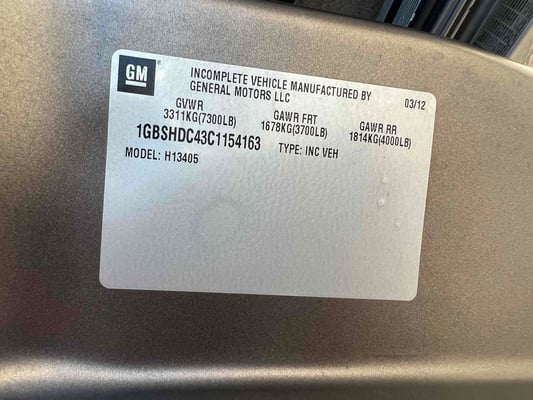 GM
INCOMPLETE VEHICLE MANUFACTURED BY
GENERAL MOTORS LLC
03/12
GVWR GAWR FRT GAWR RR
3311KG(7300LB) 1678KG(3700LB) 1814KG(4000LB)
1GBSHDC43C1154163 TYPE: INC VEH
MODEL: H13405